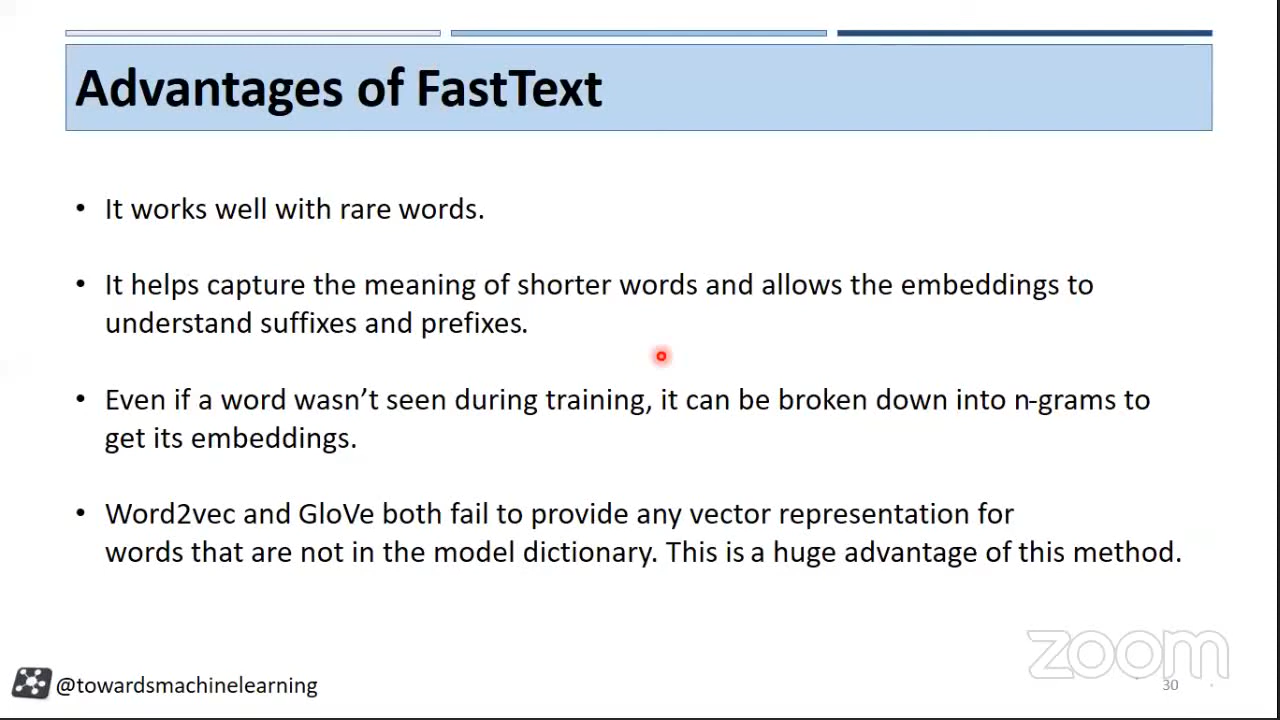 Advantages of FastText
• It works well with rare words.
• It helps capture the meaning of shorter words and allows the embeddings to
understand suffixes and prefixes.
• Even if a word wasn’t seen during training, it can be broken down into n-grams to
get its embeddings.
• Word2vec and GloVe both fail to provide any vector representation for
words that are not in the model dictionary. This is a huge advantage of this method.
zoom
@towardsmachinelearning
30